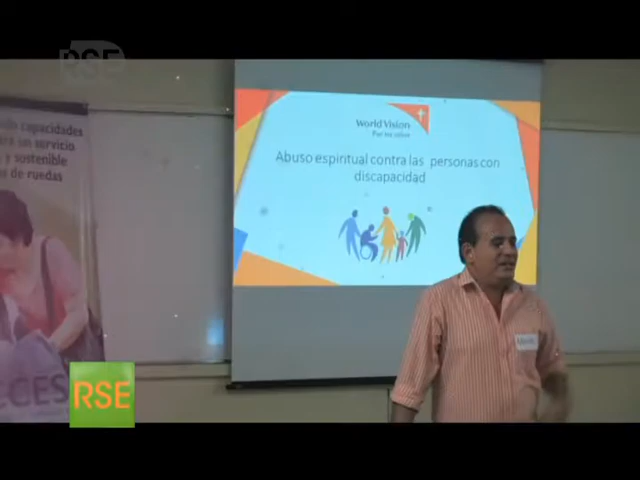 RSE
World Vision
Por los niños
Abuso espiritual contra las personas con
discapacidad
capacidades
un servicio
y sostenible
de ruedas
RSE